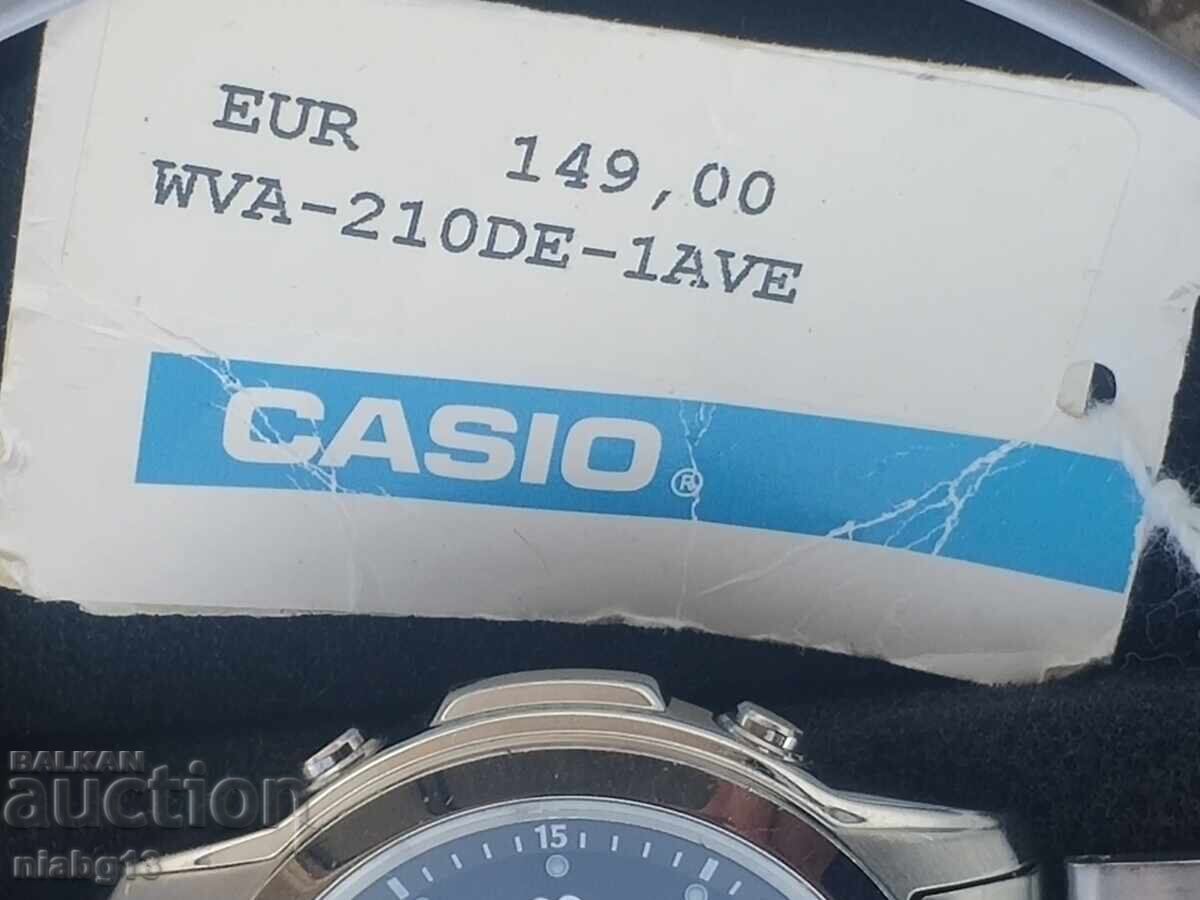 EUR 149,00
WVA-210DE-1AVE
CASIO®
15
BALKAN
auction
niabg13